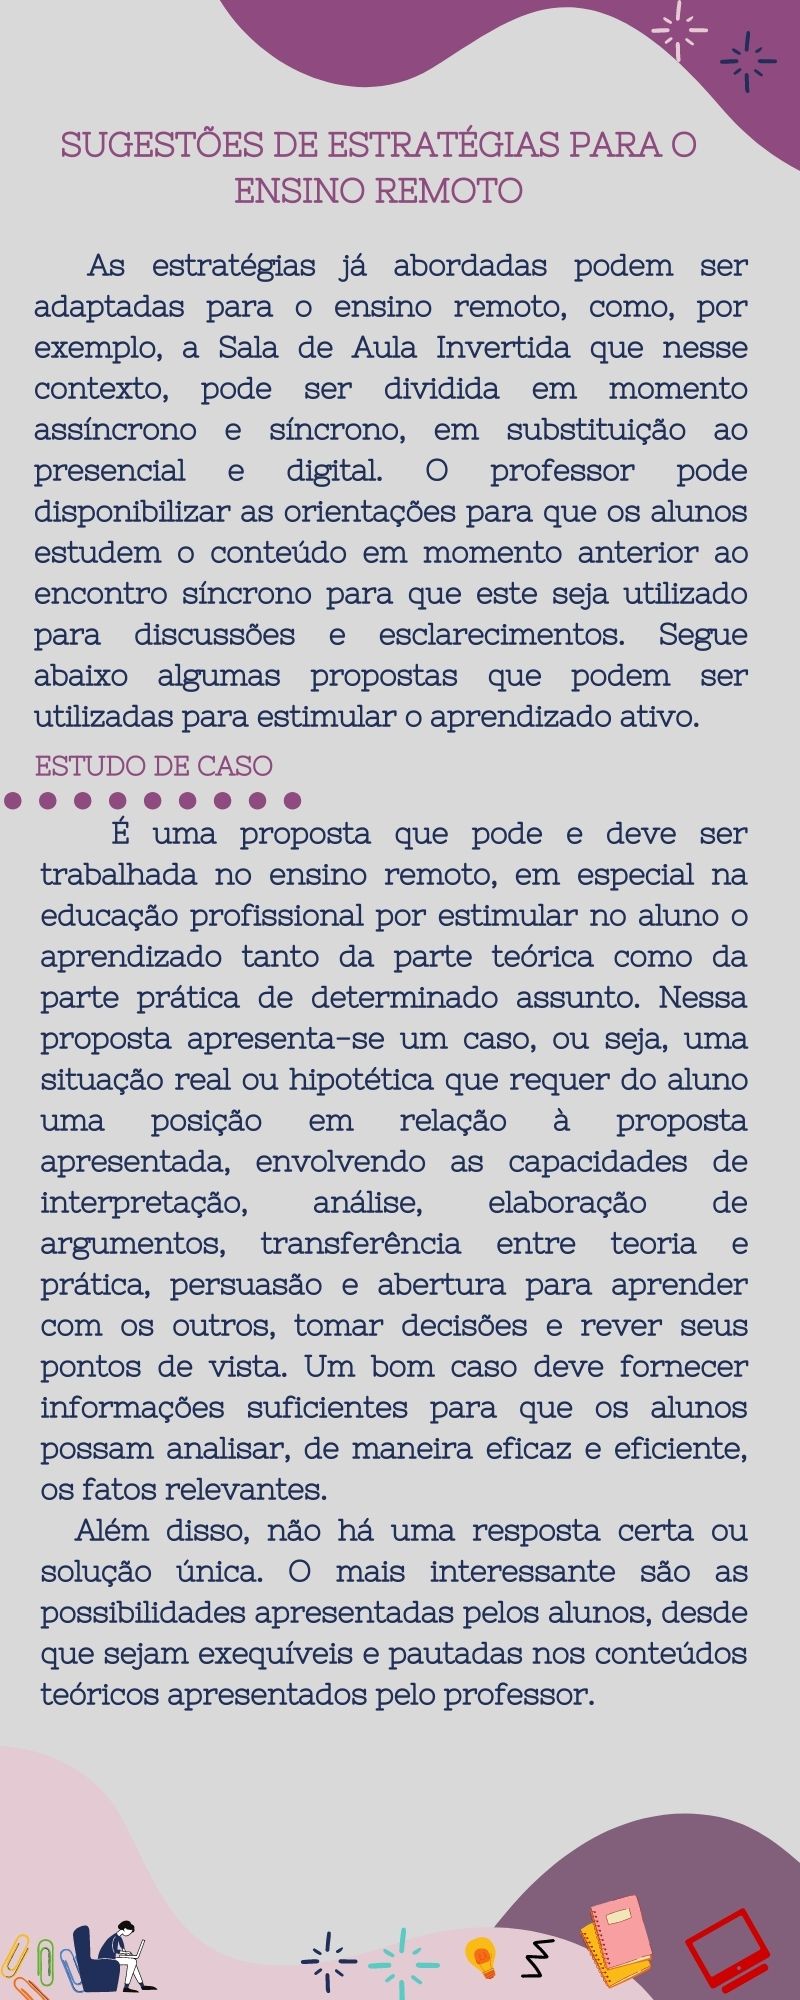 SUGESTÕES DE ESTRATÉGIAS PARA O
ENSINO REMOTO
As estratégias já abordadas podem ser
adaptadas para o ensino remoto, como, por
exemplo, a Sala de Aula Invertida que nesse
contexto, pode ser dividida em momento
assíncrono e síncrono, em substituição ao
presencial e digital. O professor pode
disponibilizar as orientações para que os alunos
estudem o conteúdo em momento anterior ao
encontro síncrono para que este seja utilizado
para discussões e esclarecimentos. Segue
abaixo algumas propostas que podem ser
utilizadas para estimular o aprendizado ativo.
ESTUDO DE CASO
É uma proposta que pode e deve ser
trabalhada no ensino remoto, em especial na
educação profissional por estimular no aluno o
aprendizado tanto da parte teórica como da
parte prática de determinado assunto. Nessa
proposta apresenta-se um caso, ou seja, uma
situação real ou hipotética que requer do aluno
uma posição em relação à proposta
apresentada, envolvendo as capacidades de
interpretação, análise, elaboração de
argumentos, transferência entre teoria e
prática, persuasão e abertura para aprender
com os outros, tomar decisões e rever seus
pontos de vista. Um bom caso deve fornecer
informações suficientes para que os alunos
possam analisar, de maneira eficaz e eficiente,
os fatos relevantes.
Além disso, não há uma resposta certa ou
solução única. O mais interessante são as
possibilidades apresentadas pelos alunos, desde
que sejam exequíveis e pautadas nos conteúdos
teóricos apresentados pelo professor.